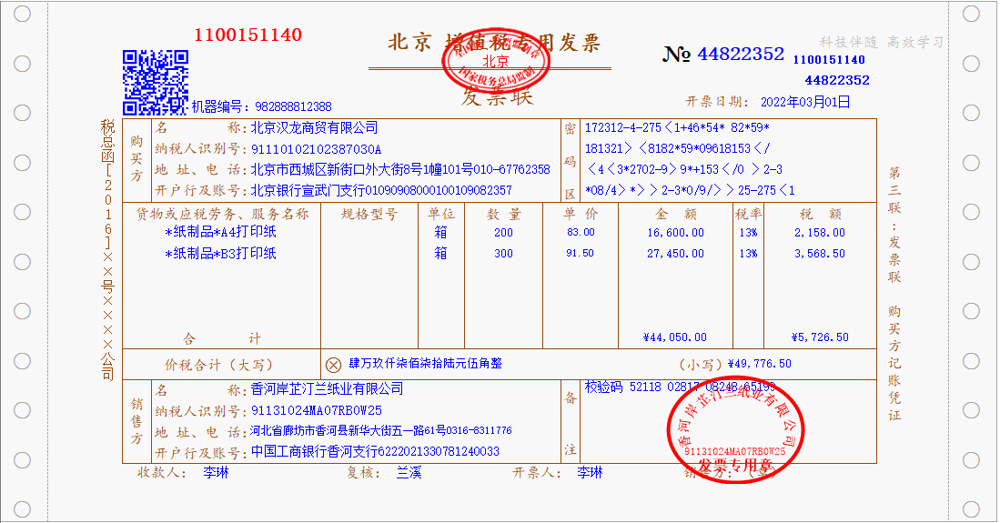 1100151140
北京 增值税专用发票
发票联
全国统一发票监制章
北京
国家税务总局监制
№ 44822352
科技伴随 高效学习
1100151140
44822352
机器编号：982888812388
开票日期： 2022年03月01日
税总函[2016]××号××××公司
购买方
名 称：北京汉龙商贸有限公司
纳税人识别号：91110102102387030A
地 址、电 话：北京市西城区新街口外大街8号1幢101号010-67762358
开户行及账号：北京银行宣武门支行01090908000100109082357
密码区
172312-4-275＜1+46*54* 82*59*
181321＞＜8182*59*09618153＜/
＜4＜3*2702-9＞9*+153＜/0 ＞2-3
*08/4＞*＞＞2-3*0/9/＞＞25-275＜1
货物或应税劳务、服务名称 规格型号 单位 数 量 单 价 金 额 税率 税 额
*纸制品*A4打印纸 箱 200 83.00 16,600.00 13% 2,158.00
*纸制品*B3打印纸 箱 300 91.50 27,450.00 13% 3,568.50
合 计 ¥44,050.00 ¥5,726.50
价税合计（大写） ⊗肆万玖仟柒佰柒拾陆元伍角整 （小写）¥49,776.50
销售方
名 称：香河岸芷汀兰纸业有限公司
纳税人识别号：91131024MA07RB0W25
地 址、电 话：河北省廊坊市香河县新华大街五一路61号0316-8311776
开户行及账号：中国工商银行香河支行6222021330781240033
备注
校验码 52118 02817 08248 65199
香河岸芷汀兰纸业有限公司
91131024MA07RB0W25
发票专用章
收款人： 李琳 复核： 兰溪 开票人： 李琳 销售方：（章）
第三联：发票联 购买方记账凭证